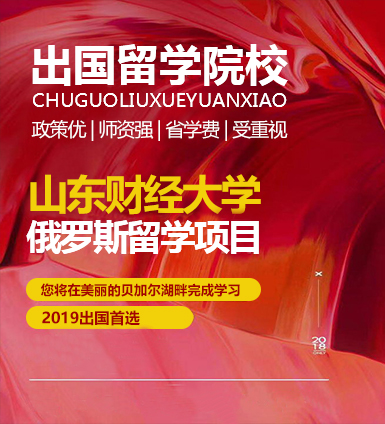 出国留学院校
CHUGUOLIUXUEYUANXIAO
政策优 | 师资强 | 省学费 | 受重视
山东财经大学
俄罗斯留学项目
您将在美丽的贝加尔湖畔完成学习
2019出国首选
20
18